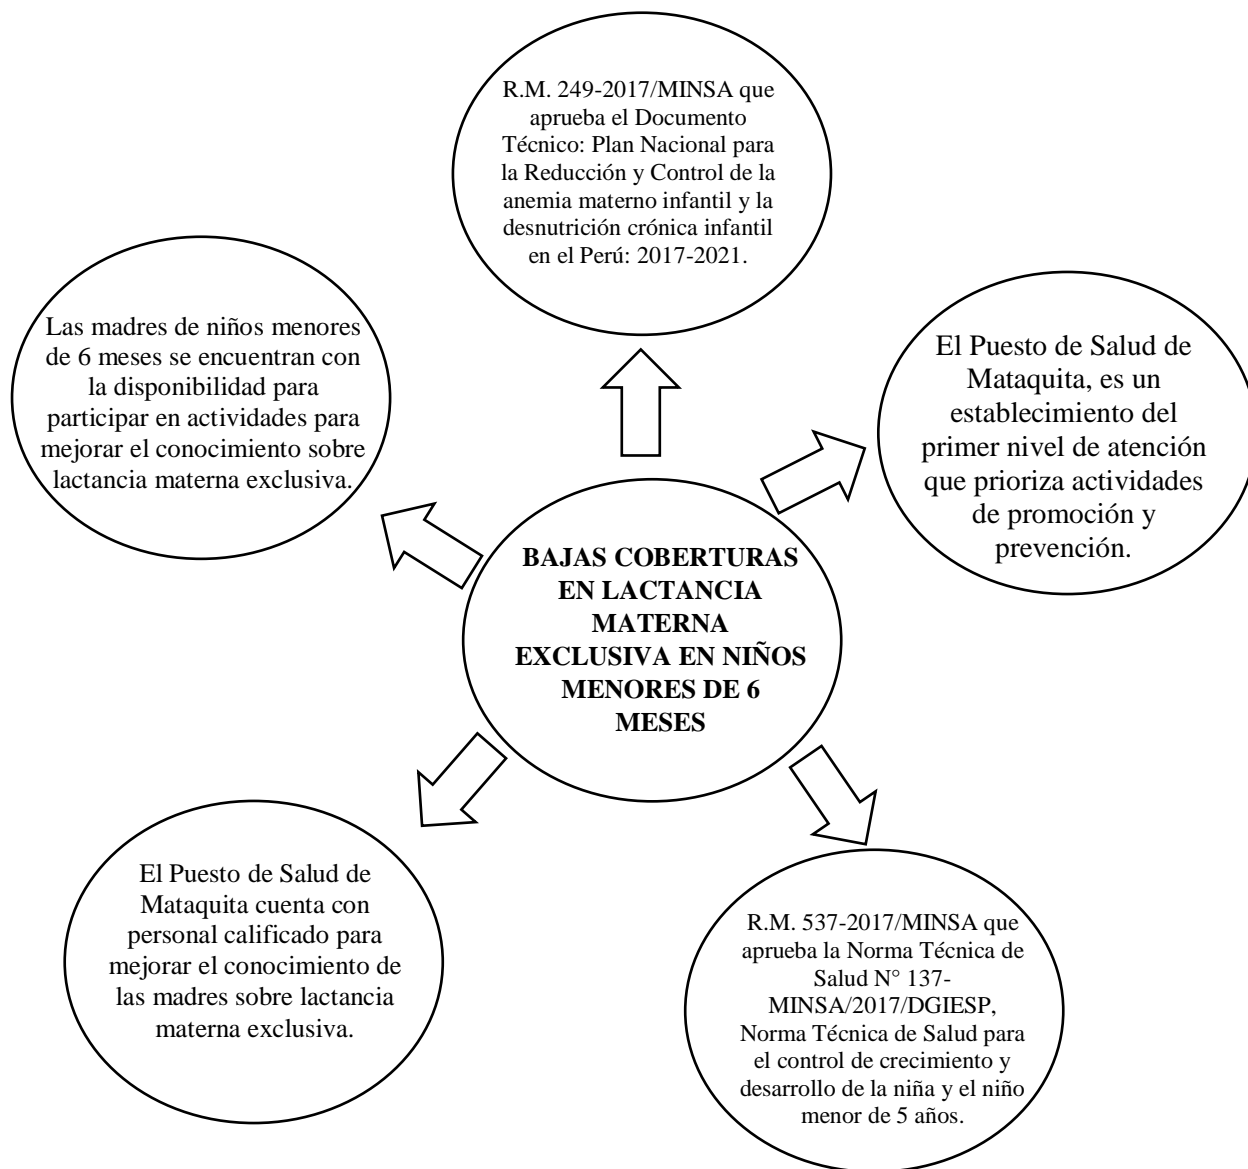 R.M. 249-2017/MINSA que
aprueba el Documento
Técnico: Plan Nacional para
la Reducción y Control de la
anemia materno infantil y la
desnutrición crónica infantil
en el Perú: 2017-2021.
Las madres de niños menores
de 6 meses se encuentran con
la disponibilidad para
participar en actividades para
mejorar el conocimiento sobre
lactancia materna exclusiva.
El Puesto de Salud de
Mataquita, es un
establecimiento del
primer nivel de atención
que prioriza actividades
de promoción y
prevención.
BAJAS COBERTURAS
EN LACTANCIA
MATERNA
EXCLUSIVA EN NIÑOS
MENORES DE 6
MESES
El Puesto de Salud de
Mataquita cuenta con
personal calificado para
mejorar el conocimiento de
las madres sobre lactancia
materna exclusiva.
R.M. 537-2017/MINSA que
aprueba la Norma Técnica de
Salud N° 137-
MINSA/2017/DGIESP,
Norma Técnica de Salud para
el control de crecimiento y
desarrollo de la niña y el niño
menor de 5 años.